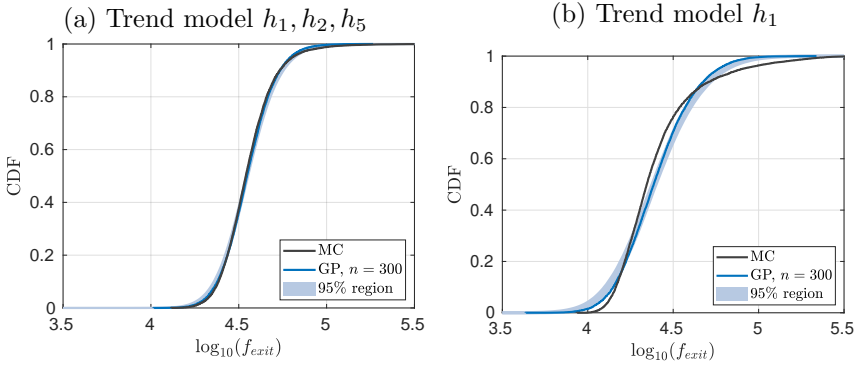 (a) Trend model h₁, h₂, h₅
1
0.8
0.6
0.4
0.2
0
CDF
3.5 4 4.5 5 5.5
log₁₀(f_exit)
MC
GP, n = 300
95% region
(b) Trend model h₁
1
0.8
0.6
0.4
0.2
0
CDF
3.5 4 4.5 5 5.5
log₁₀(f_exit)
MC
GP, n = 300
95% region